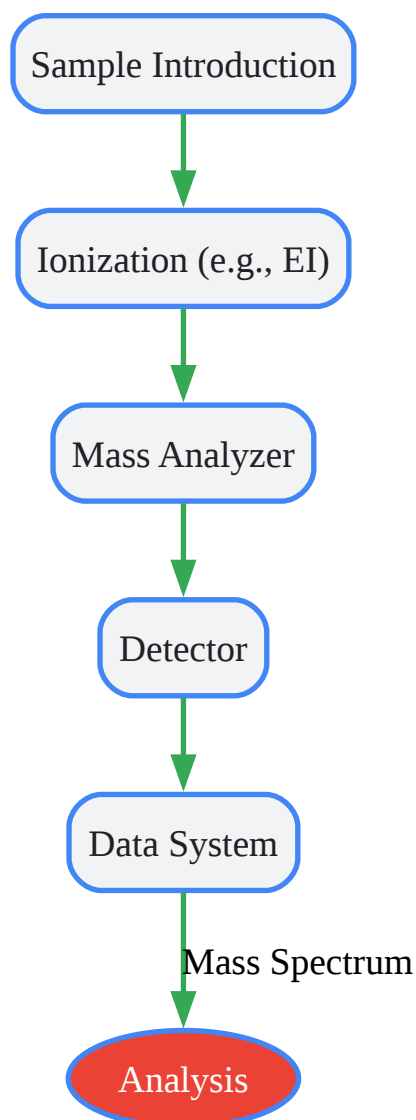 Sample Introduction
Ionization (e.g., EI)
Mass Analyzer
Detector
Data System
Mass Spectrum
Analysis